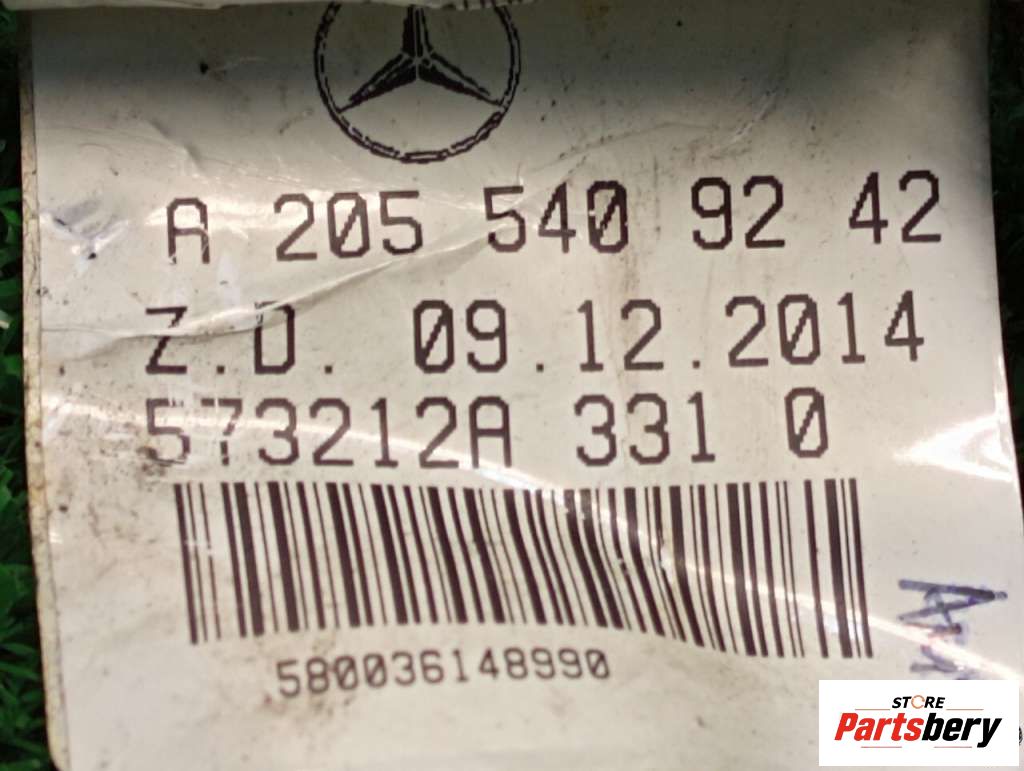 A 205 540 92 42
Z.D. 09.12.2014
573212A 331 0
580036148990
STORE
Partsbery